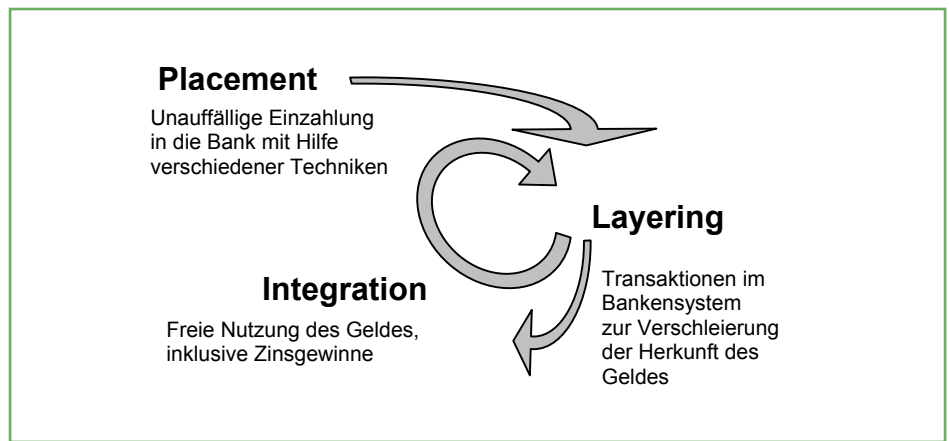 Placement
Unauffällige Einzahlung
in die Bank mit Hilfe
verschiedener Techniken
Layering
Transaktionen im
Bankensystem
zur Verschleierung
der Herkunft des
Geldes
Integration
Freie Nutzung des Geldes,
inklusive Zinsgewinne